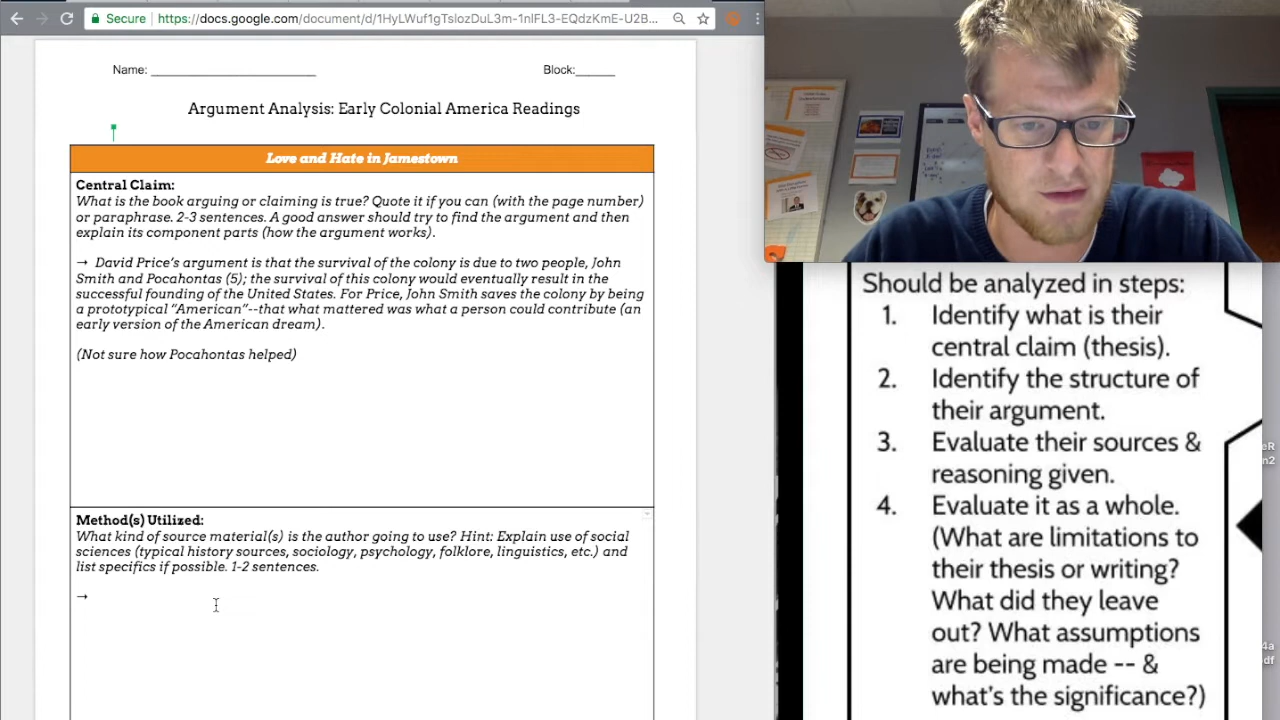 Secure
https://docs.google.com/document/d/1HyLWuf1gTslozDuL3m-1nlFL3-EQdzKmE-U2B...
Name: ____________________ Block:______
Argument Analysis: Early Colonial America Readings
Love and Hate in Jamestown
Central Claim:
What is the book arguing or claiming is true? Quote it if you can (with the page number)
or paraphrase. 2-3 sentences. A good answer should try to find the argument and then
explain its component parts (how the argument works).
→ David Price's argument is that the survival of the colony is due to two people, John
Smith and Pocahontas (5); the survival of this colony would eventually result in the
successful founding of the United States. For Price, John Smith saves the colony by being
a prototypical “American”--that what mattered was what a person could contribute (an
early version of the American dream).
(Not sure how Pocahontas helped)
Method(s) Utilized:
What kind of source material(s) is the author going to use? Hint: Explain use of social
sciences (typical history sources, sociology, psychology, folklore, linguistics, etc.) and
list specifics if possible. 1-2 sentences.
→
Should be analyzed in steps:
1. Identify what is their
central claim (thesis).
2. Identify the structure of
their argument.
3. Evaluate their sources &
reasoning given.
4. Evaluate it as a whole.
(What are limitations to
their thesis or writing?
What did they leave
out? What assumptions
are being made -- &
what's the significance?)